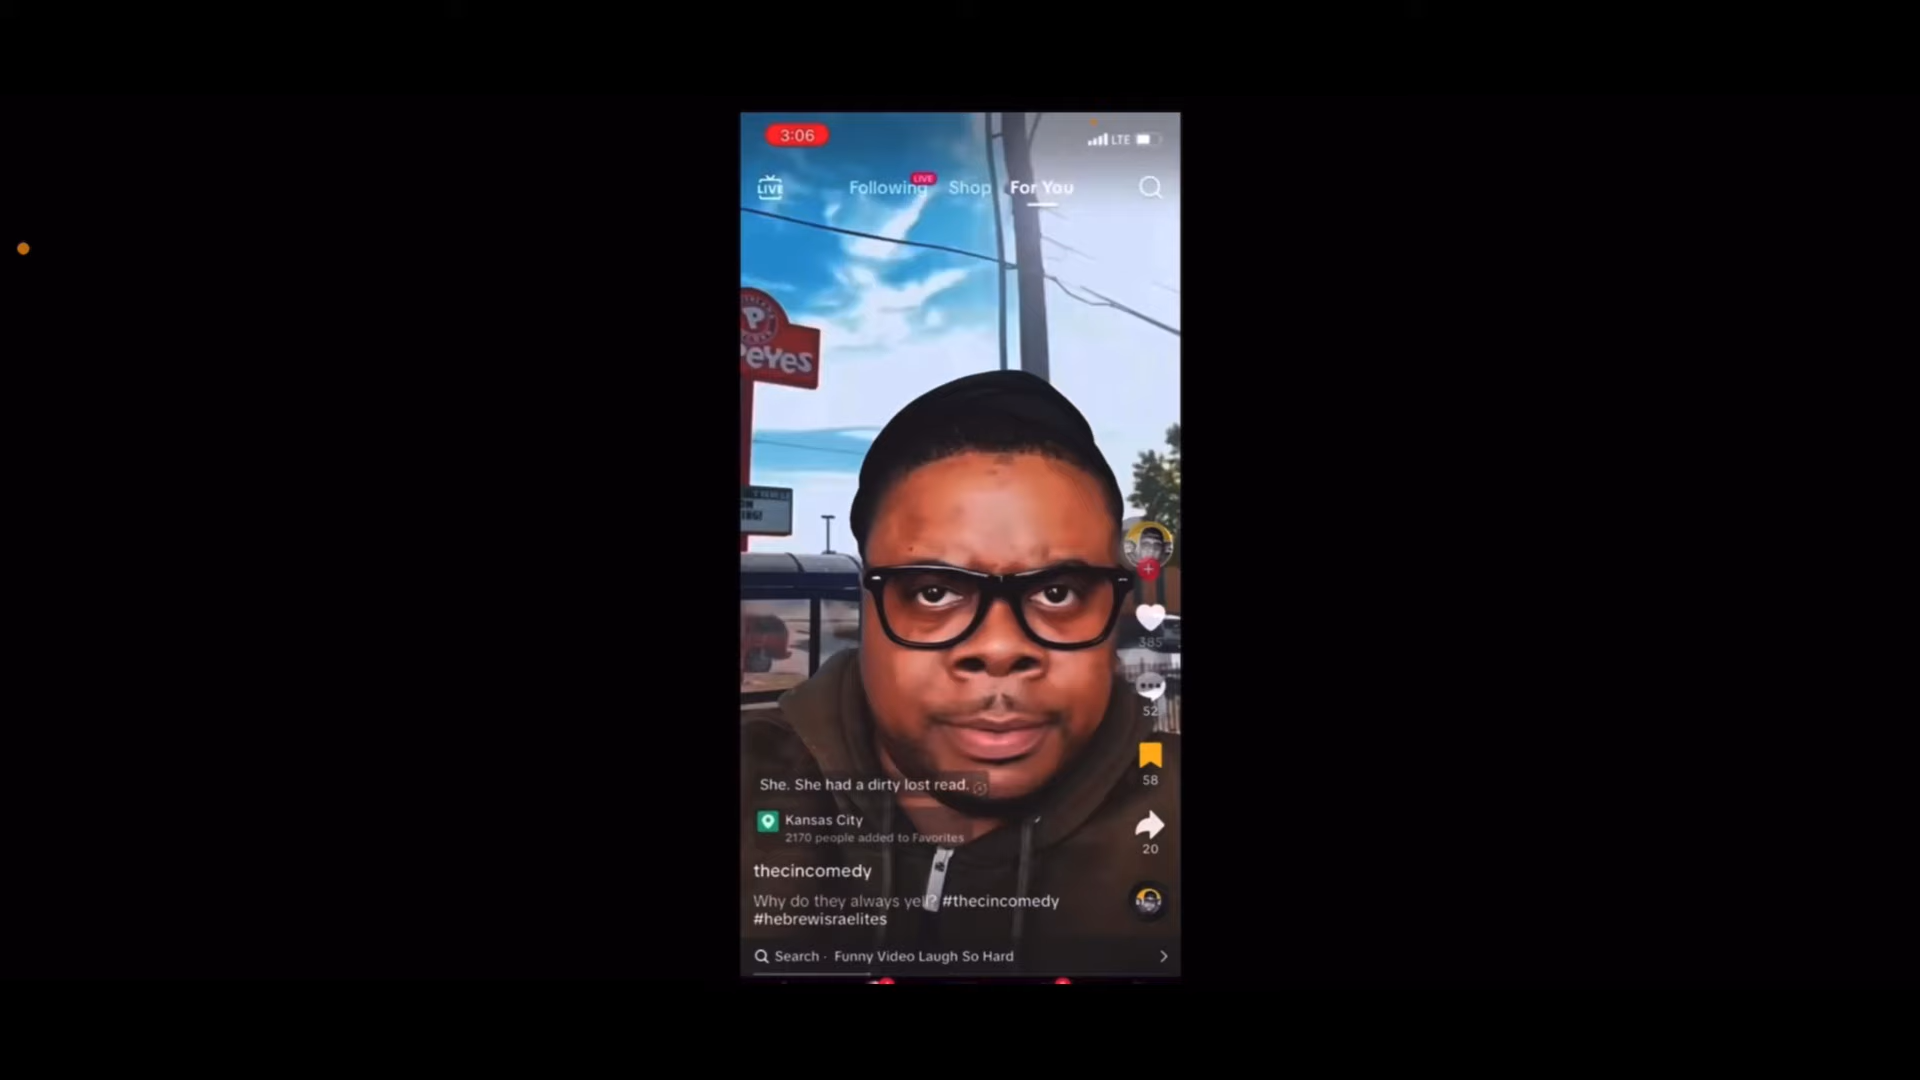 3:06
LTE
LIVE
Following
LIVE
Shop
For You
P
PeYes
385
52
58
20
She. She had a dirty lost read.
Kansas City
2170 people added to Favorites
thecincomedy
Why do they always yell? #thecincomedy
#hebrewisraelites
Search · Funny Video Laugh So Hard